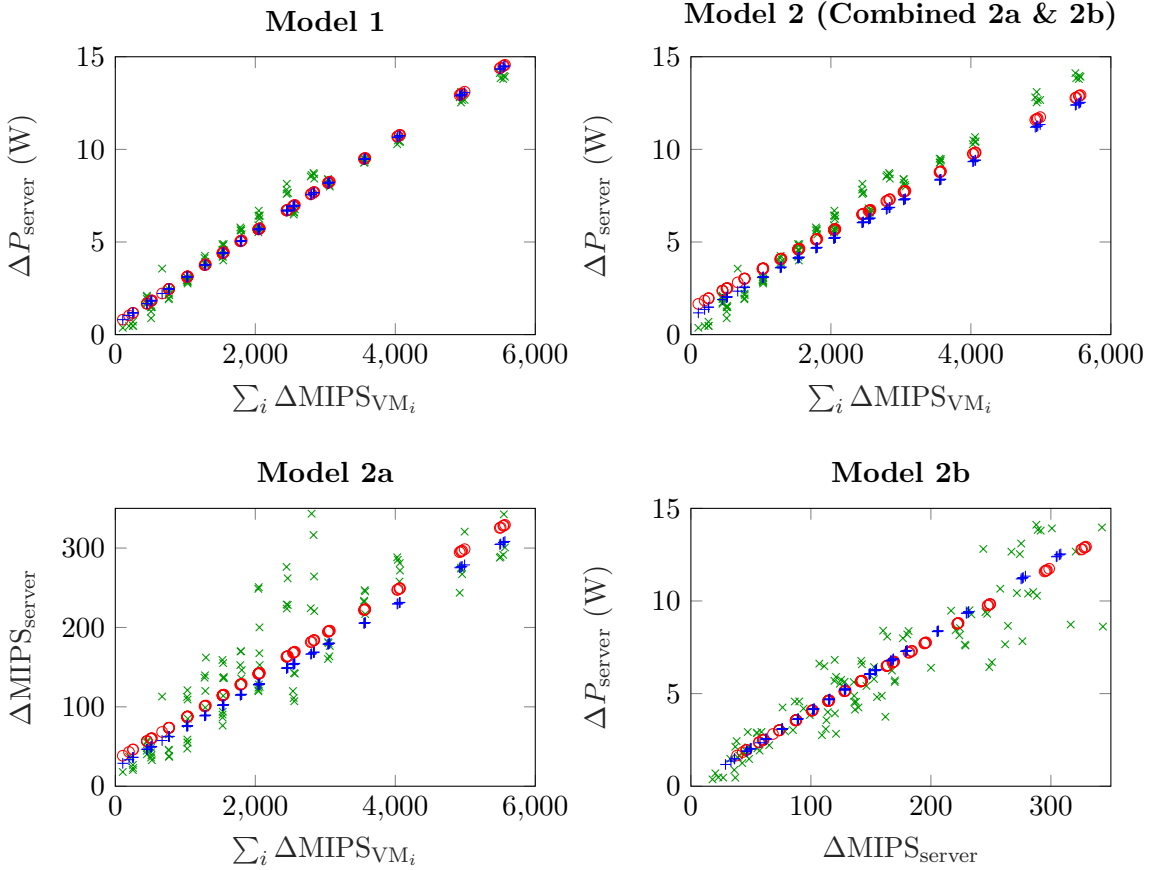 Model 1
15
10
5
0
0
2,000
4,000
6,000
ΔP_server (W)
∑_i ΔMIPS_VM_i
Model 2 (Combined 2a & 2b)
15
10
5
0
0
2,000
4,000
6,000
ΔP_server (W)
∑_i ΔMIPS_VM_i
Model 2a
300
200
100
0
0
2,000
4,000
6,000
ΔMIPS_server
∑_i ΔMIPS_VM_i
Model 2b
15
10
5
0
0
100
200
300
ΔP_server (W)
ΔMIPS_server